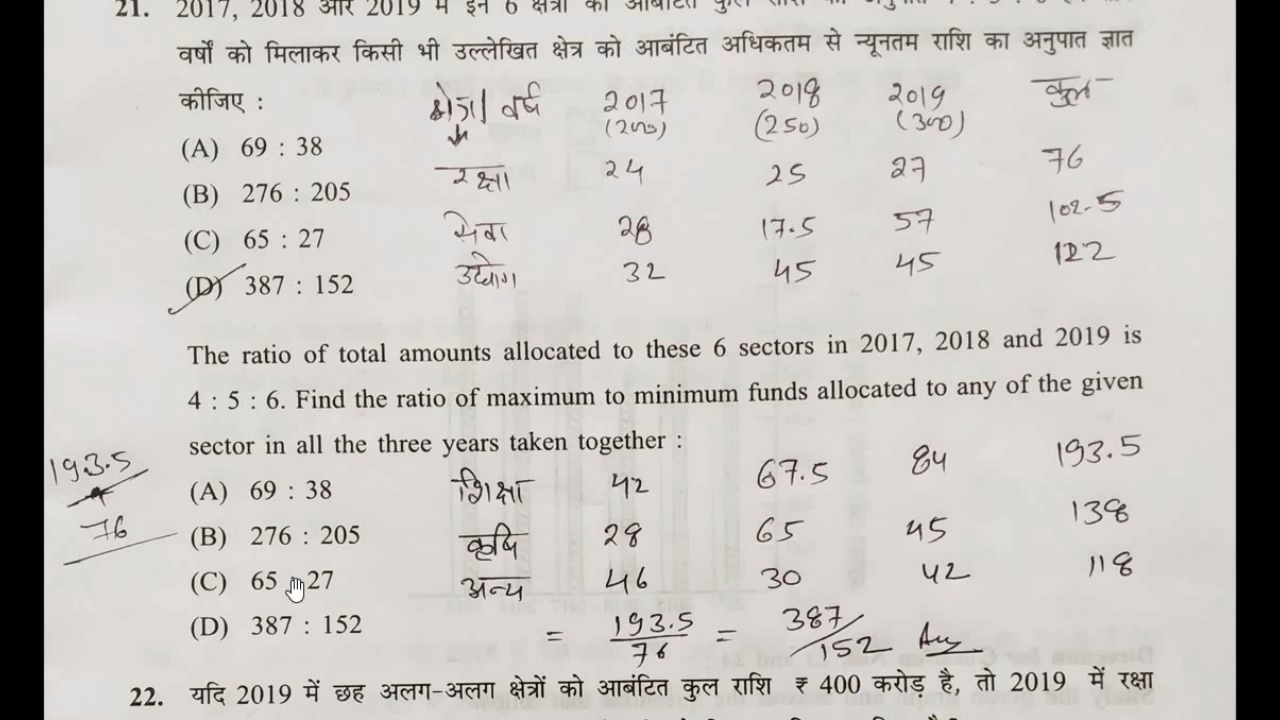 21. 2017, 2018 और 2019 में इन 6 क्षेत्रों को आबंटित कुल राशि का अनुपात
वर्षों को मिलाकर किसी भी उल्लेखित क्षेत्र को आबंटित अधिकतम से न्यूनतम राशि का अनुपात ज्ञात
कीजिए :
क्षेत्र/वर्ष 2017 2018 2019 कुल
(200) (250) (300)
(A) 69 : 38
रक्षा 24 25 27 76
(B) 276 : 205
सेवा 28 17.5 57 102.5
(C) 65 : 27
उद्योग 32 45 45 122
(D) 387 : 152
The ratio of total amounts allocated to these 6 sectors in 2017, 2018 and 2019 is
4 : 5 : 6. Find the ratio of maximum to minimum funds allocated to any of the given
sector in all the three years taken together :
193.5
76
(A) 69 : 38
शिक्षा 42 67.5 84 193.5
(B) 276 : 205
कृषि 28 65 45 138
(C) 65 : 27
अन्य 46 30 42 118
(D) 387 : 152
= 193.5/76 = 387/152 Ans
22. यदि 2019 में छह अलग-अलग क्षेत्रों को आबंटित कुल राशि ₹ 400 करोड़ है, तो 2019 में रक्षा